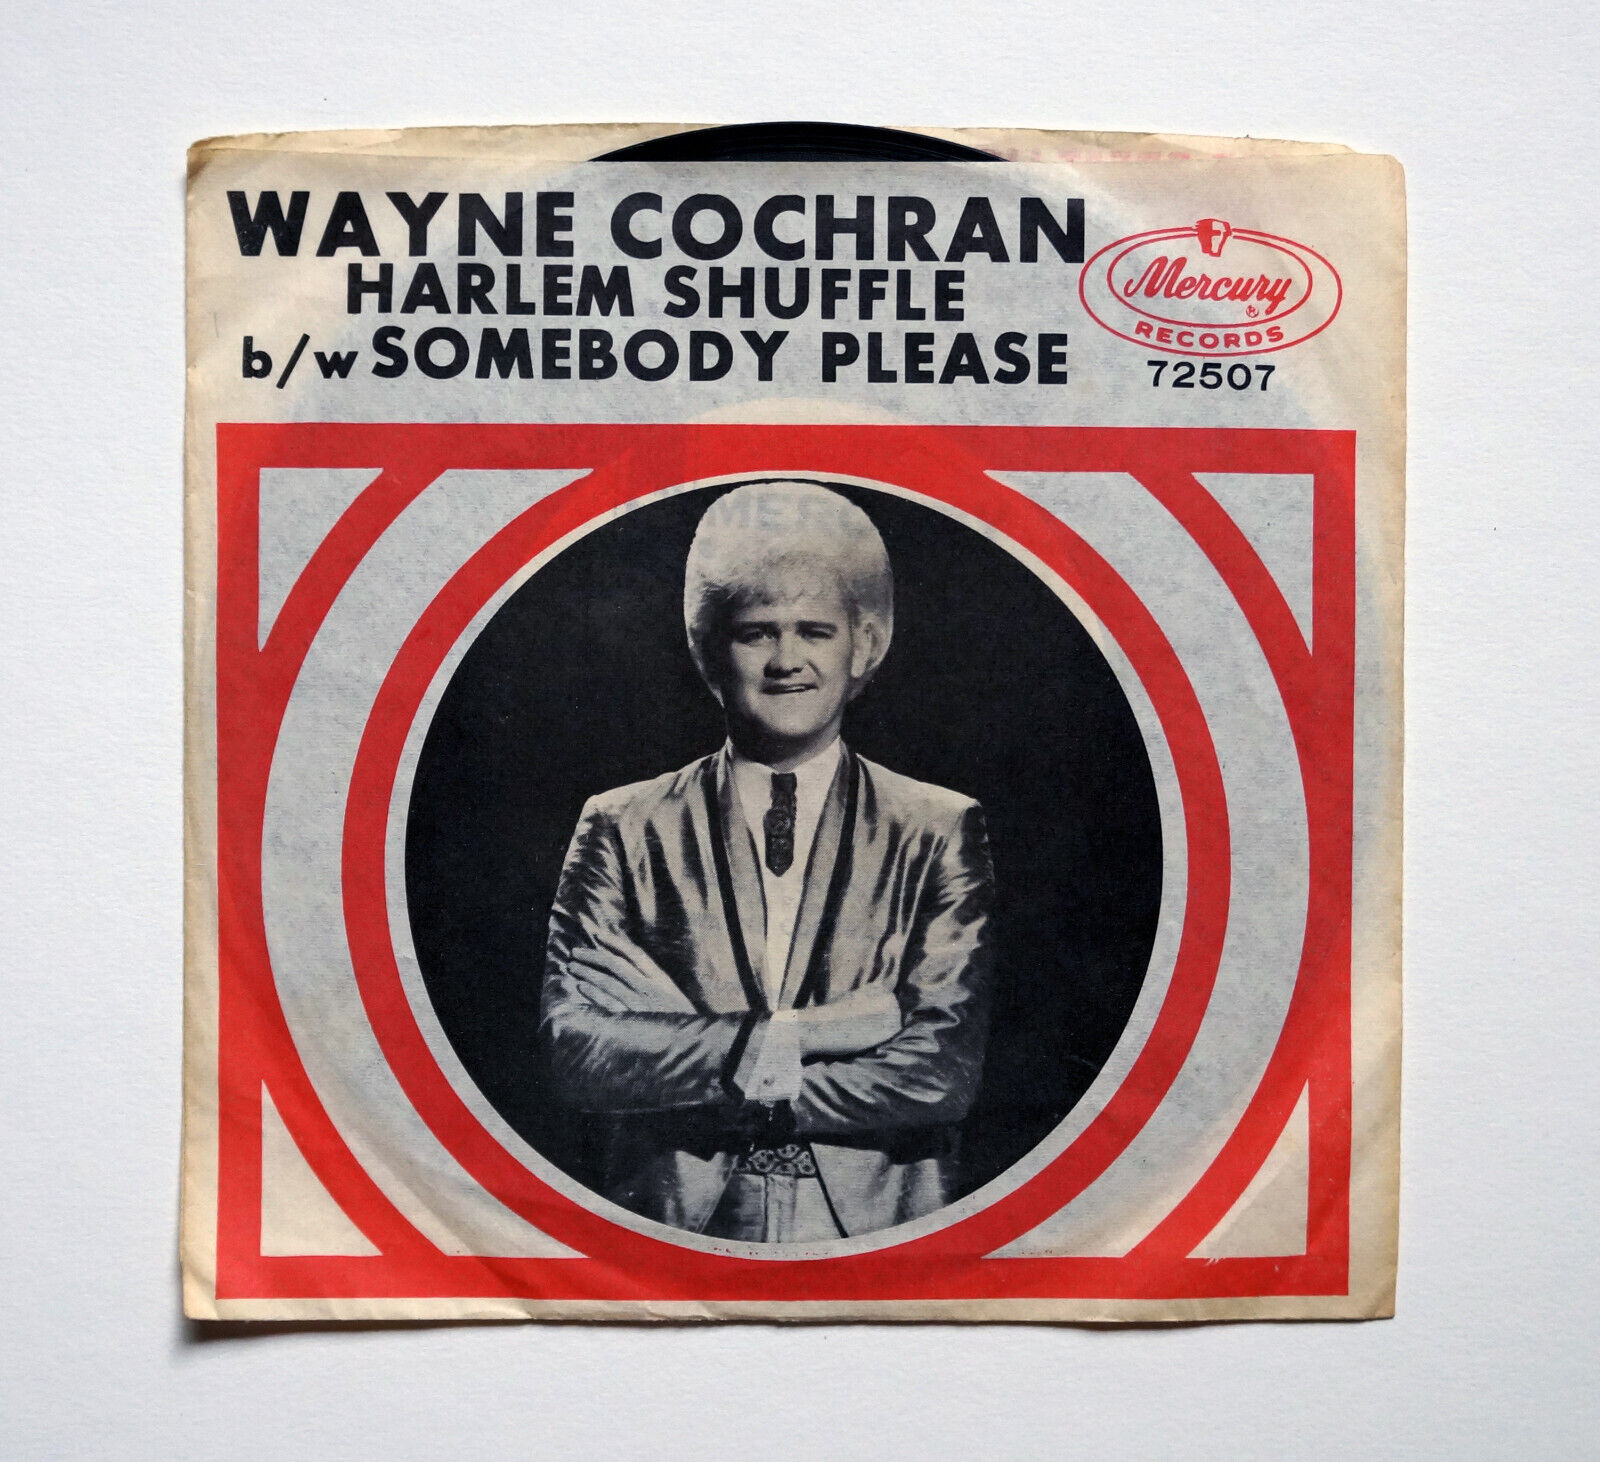 WAYNE COCHRAN
HARLEM SHUFFLE
b/w SOMEBODY PLEASE
Mercury
®
RECORDS
72507